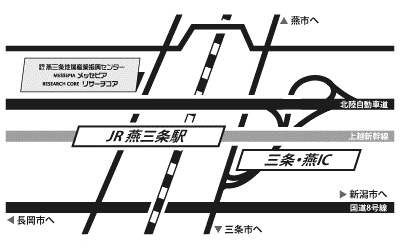 ▲燕市へ
燕三条地場産業振興センター
MESSEPIA メッセピア
RESEARCH CORE リサーチコア
北陸自動車道
上越新幹線
JR 燕三条駅
三条・燕IC
▶新潟市へ
国道8号線
◀長岡市へ
▼三条市へ